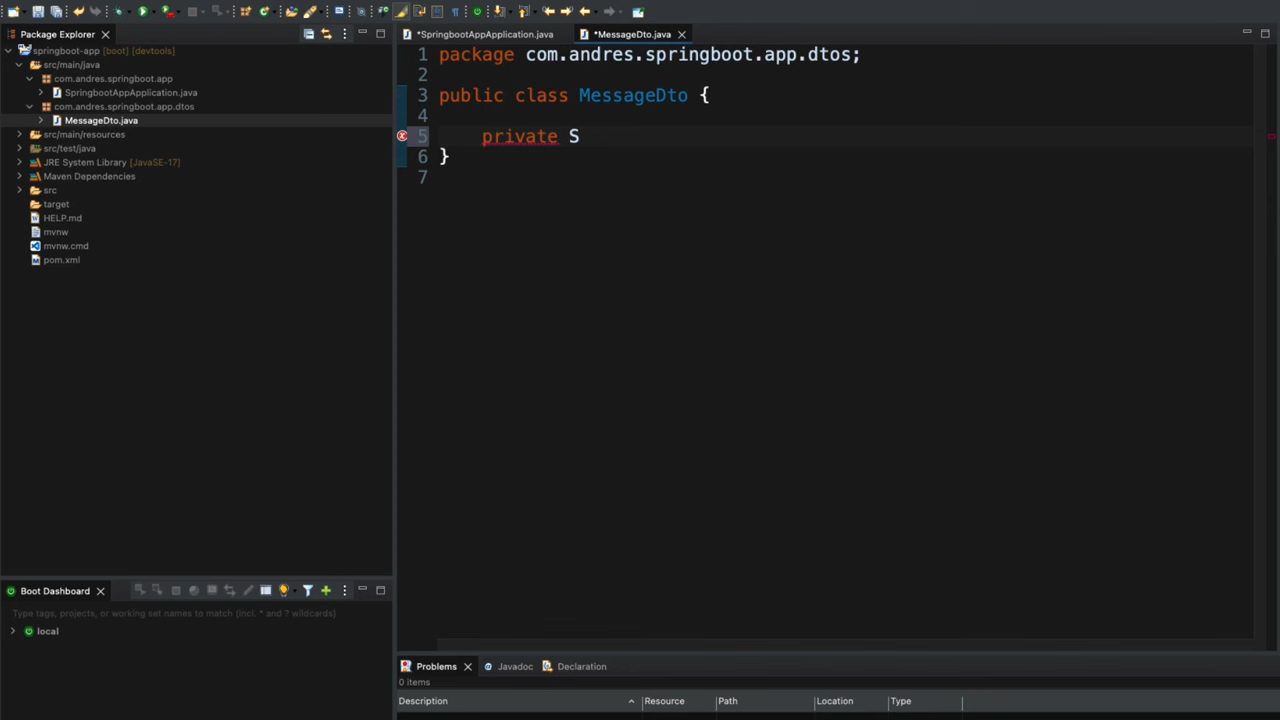 Package Explorer
springboot-app [boot] [devtools]
src/main/java
com.andres.springboot.app
SpringbootAppApplication.java
com.andres.springboot.app.dtos
MessageDto.java
src/main/resources
src/test/java
JRE System Library [JavaSE-17]
Maven Dependencies
src
target
HELP.md
mvnw
mvnw.cmd
pom.xml
*SpringbootAppApplication.java
*MessageDto.java
1 package com.andres.springboot.app.dtos;
2
3 public class MessageDto {
4
5 private S
6 }
7
Boot Dashboard
Type tags, projects, or working set names to match (incl. * and ? wildcards)
local
Problems Javadoc Declaration
0 items
Description Resource Path Location Type